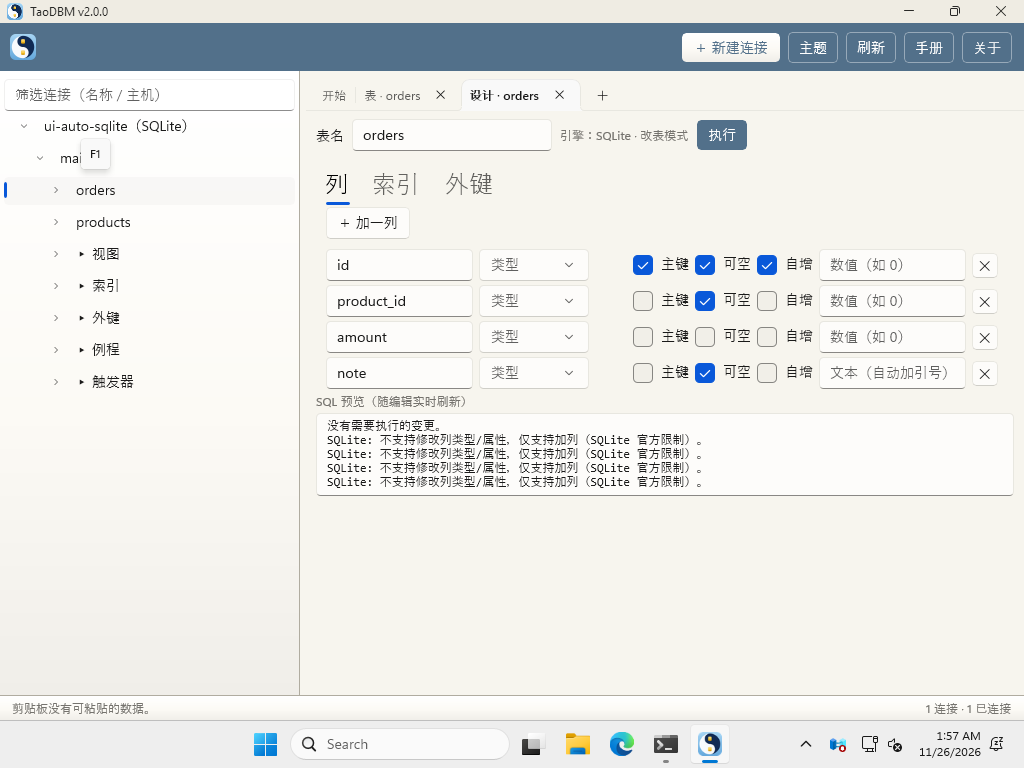 TaoDBM v2.0.0
+ 新建连接
主题
刷新
手册
关于
筛选连接（名称 / 主机）
ui-auto-sqlite（SQLite）
mai
F1
orders
products
▸ 视图
▸ 索引
▸ 外键
▸ 例程
▸ 触发器
开始
表 · orders
设计 · orders
表名
orders
引擎：SQLite · 改表模式
执行
列
索引
外键
+ 加一列
id 类型 主键 可空 自增 数值（如 0）
product_id 类型 主键 可空 自增 数值（如 0）
amount 类型 主键 可空 自增 数值（如 0）
note 类型 主键 可空 自增 文本（自动加引号）
SQL 预览（随编辑实时刷新）
没有需要执行的变更。
SQLite: 不支持修改列类型/属性，仅支持加列（SQLite 官方限制）。
SQLite: 不支持修改列类型/属性，仅支持加列（SQLite 官方限制）。
SQLite: 不支持修改列类型/属性，仅支持加列（SQLite 官方限制）。
SQLite: 不支持修改列类型/属性，仅支持加列（SQLite 官方限制）。
剪贴板没有可粘贴的数据。
1 连接 · 1 已连接
Search
1:57 AM
11/26/2026